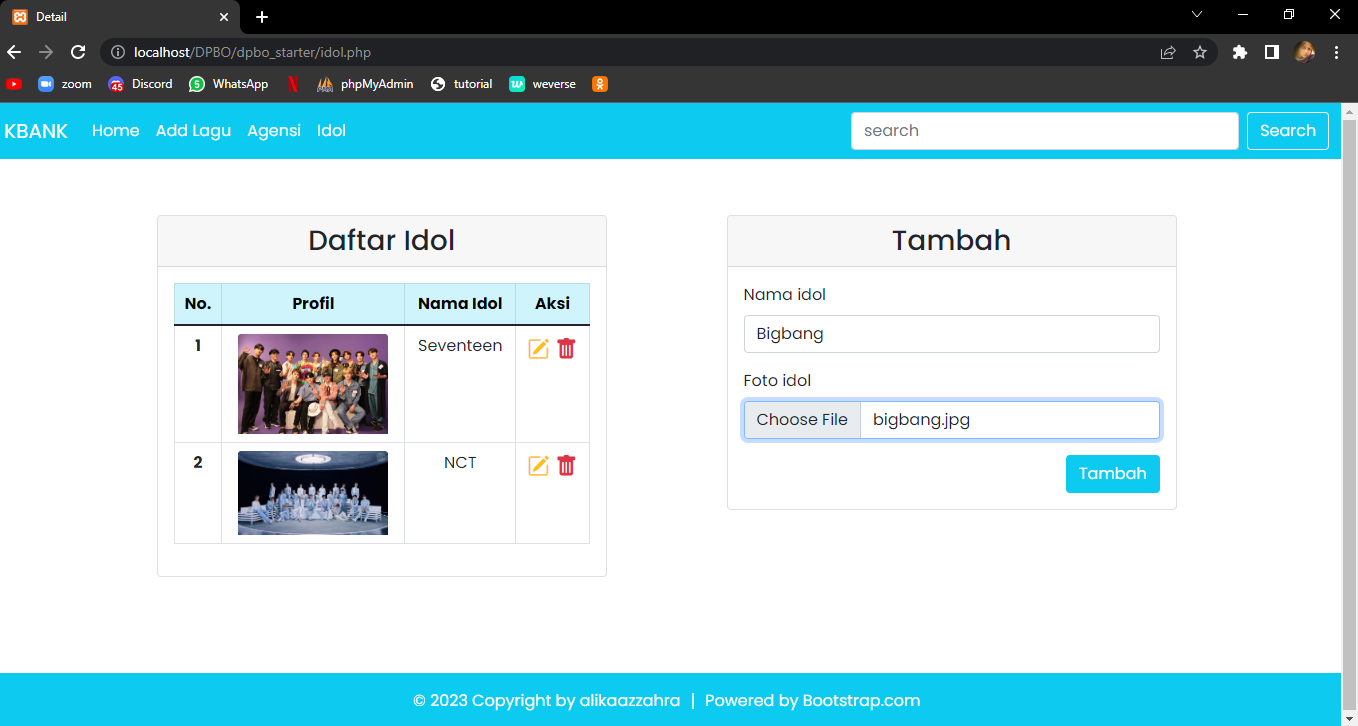 Detail
localhost/DPBO/dpbo_starter/idol.php
zoom
45
Discord
5
WhatsApp
phpMyAdmin
tutorial
weverse
KBANK Home Add Lagu Agensi Idol search Search
Daftar Idol
No. Profil Nama Idol Aksi
1 Seventeen
2 NCT
Tambah
Nama idol
Bigbang
Foto idol
Choose File bigbang.jpg
Tambah
© 2023 Copyright by alikaazzahra | Powered by Bootstrap.com